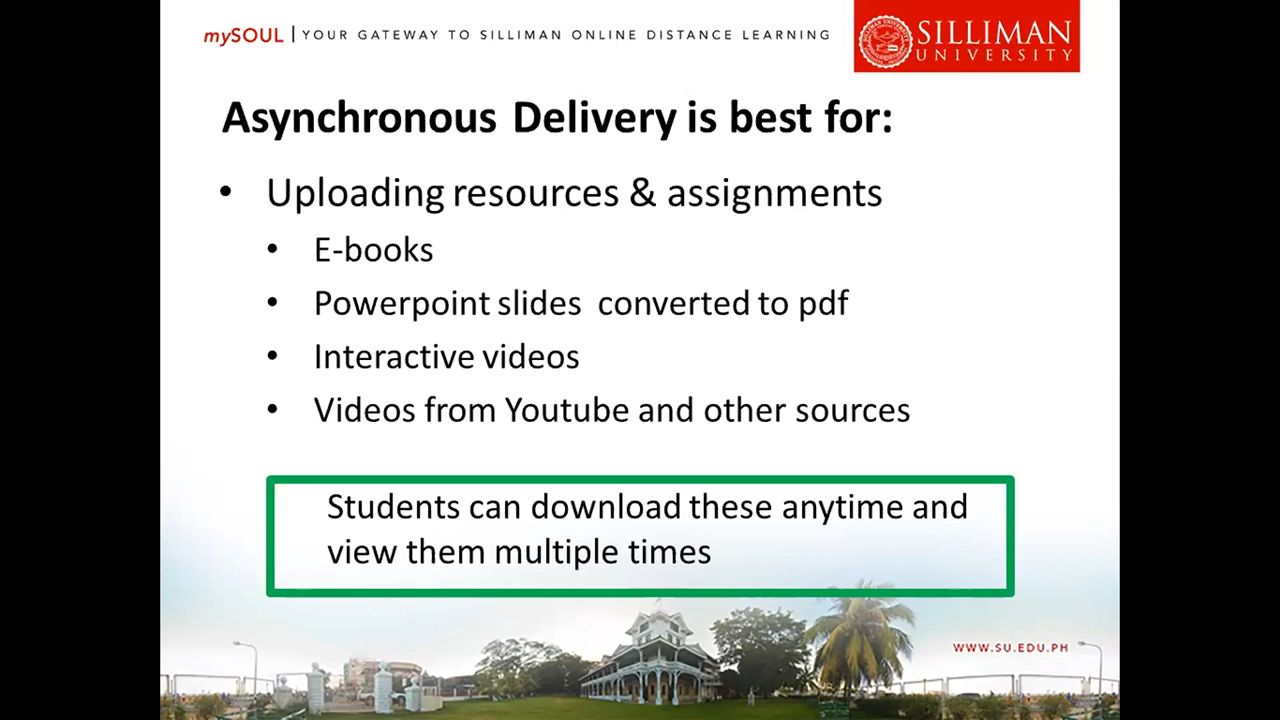 mySOUL | YOUR GATEWAY TO SILLIMAN ONLINE DISTANCE LEARNING
SILLIMAN
UNIVERSITY
Asynchronous Delivery is best for:
• Uploading resources & assignments
• E-books
• Powerpoint slides converted to pdf
• Interactive videos
• Videos from Youtube and other sources
Students can download these anytime and
view them multiple times
WWW.SU.EDU.PH